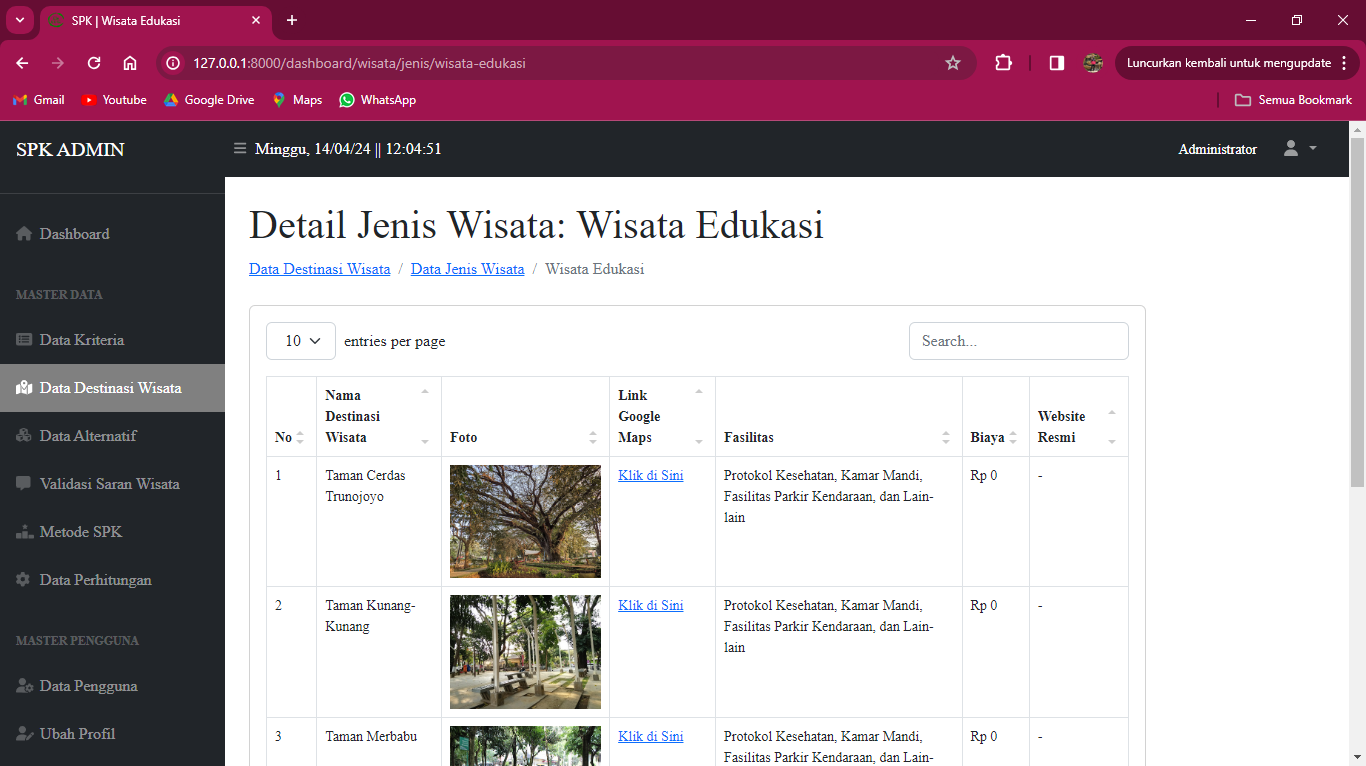 SPK | Wisata Edukasi
127.0.0.1:8000/dashboard/wisata/jenis/wisata-edukasi
Luncurkan kembali untuk mengupdate
Gmail
Youtube
Google Drive
Maps
WhatsApp
Semua Bookmark
SPK ADMIN
Minggu, 14/04/24 || 12:04:51
Administrator
Dashboard
MASTER DATA
Data Kriteria
Data Destinasi Wisata
Data Alternatif
Validasi Saran Wisata
Metode SPK
Data Perhitungan
MASTER PENGGUNA
Data Pengguna
Ubah Profil
Detail Jenis Wisata: Wisata Edukasi
Data Destinasi Wisata / Data Jenis Wisata / Wisata Edukasi
10 entries per page
Search...
No
Nama
Destinasi
Wisata
Foto
Link
Google
Maps
Fasilitas
Biaya
Website
Resmi
1
Taman Cerdas
Trunojoyo
Klik di Sini
Protokol Kesehatan, Kamar Mandi,
Fasilitas Parkir Kendaraan, dan Lain-
lain
Rp 0
-
2
Taman Kunang-
Kunang
Klik di Sini
Protokol Kesehatan, Kamar Mandi,
Fasilitas Parkir Kendaraan, dan Lain-
lain
Rp 0
-
3
Taman Merbabu
Klik di Sini
Protokol Kesehatan, Kamar Mandi,
Fasilitas Parkir Kendaraan, dan Lain-
Rp 0
-